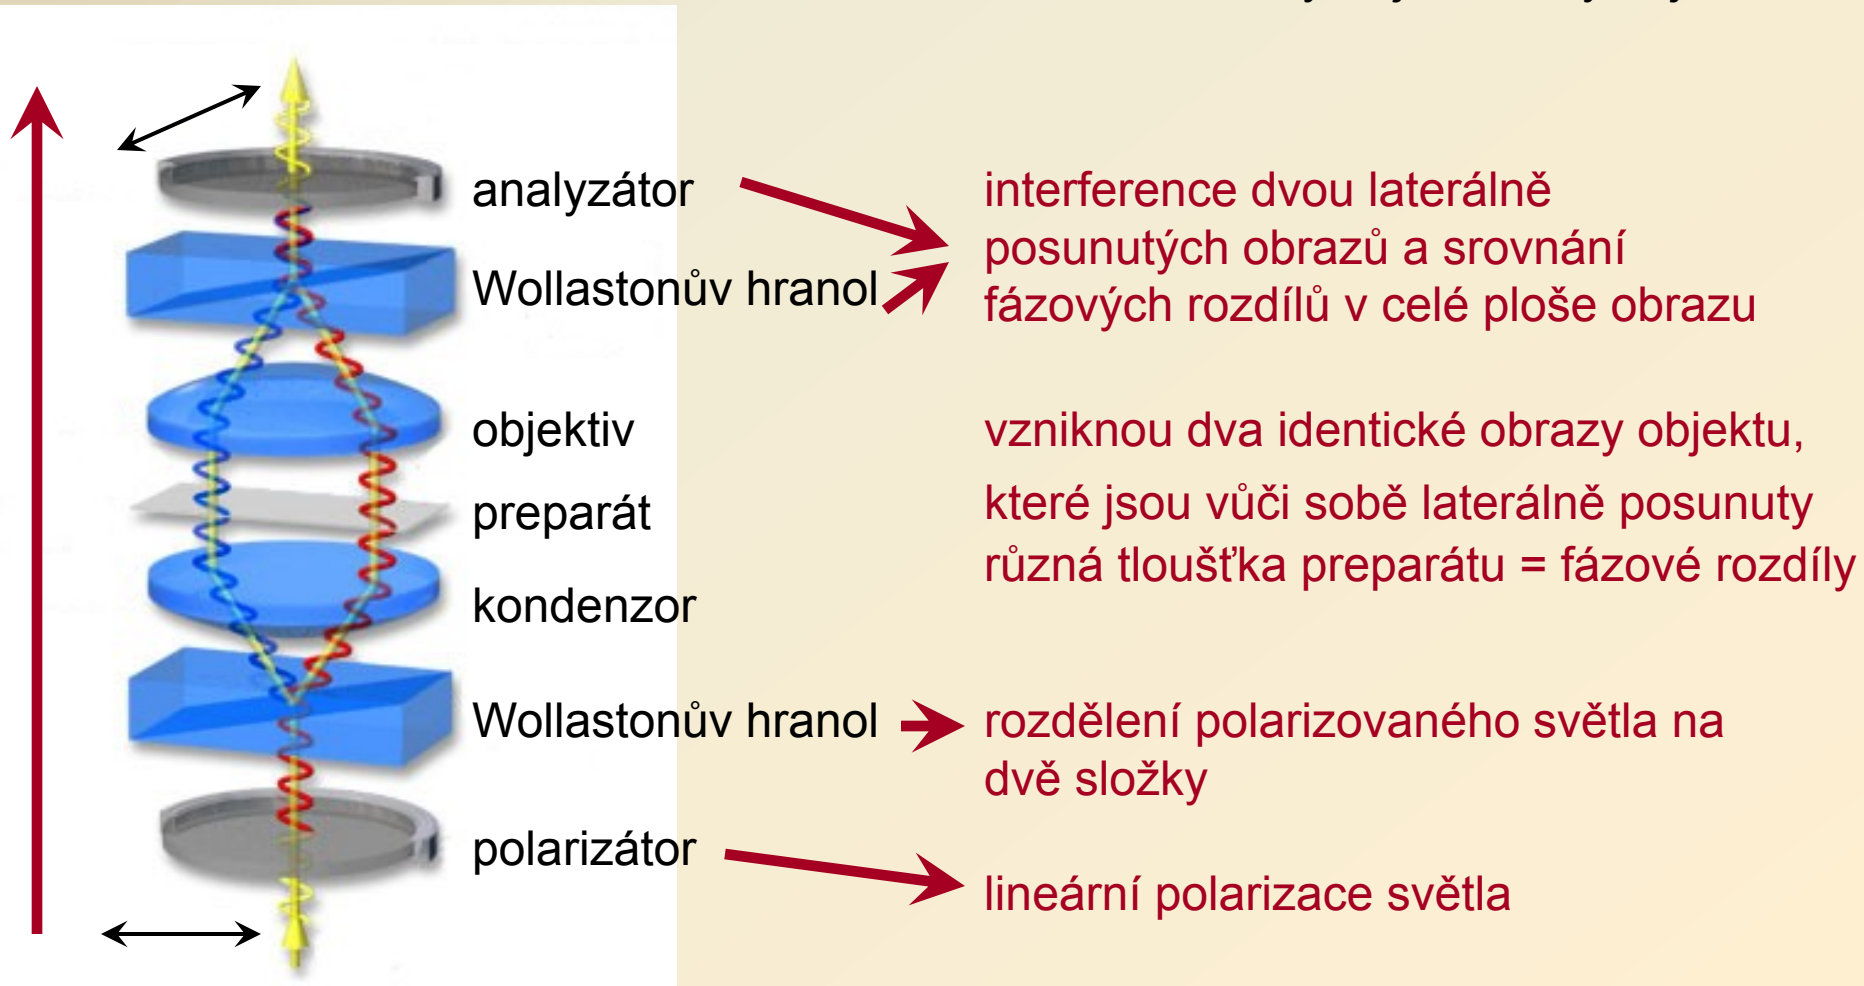 analyzátor
interference dvou laterálně
posunutých obrazů a srovnání
fázových rozdílů v celé ploše obrazu
Wollastonův hranol
objektiv
vzniknou dva identické obrazy objektu,
které jsou vůči sobě laterálně posunuty
preparát
různá tloušťka preparátu = fázové rozdíly
kondenzor
Wollastonův hranol
rozdělení polarizovaného světla na
dvě složky
polarizátor
lineární polarizace světla